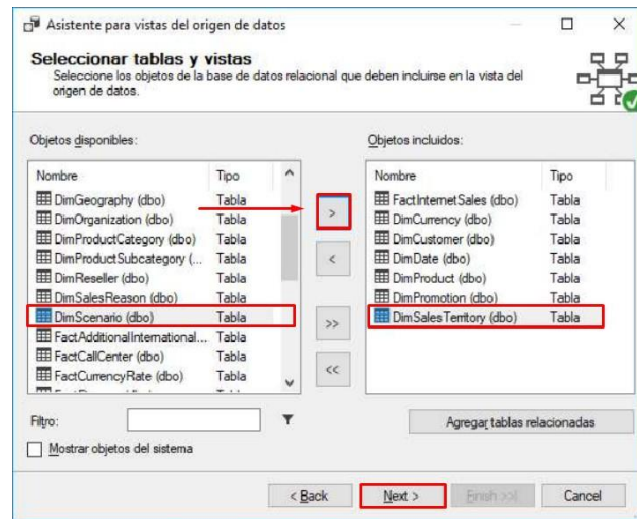 Asistente para vistas del origen de datos
Seleccionar tablas y vistas
Seleccione los objetos de la base de datos relacional que deben incluirse en la vista del
origen de datos.
Objetos disponibles:
Nombre Tipo
DimGeography (dbo) Tabla
DimOrganization (dbo) Tabla
DimProductCategory (dbo) Tabla
DimProductSubcategory (... Tabla
DimReseller (dbo) Tabla
DimSalesReason (dbo) Tabla
DimScenario (dbo) Tabla
FactAdditionalInternational... Tabla
FactCallCenter (dbo) Tabla
FactCurrencyRate (dbo) Tabla
>
<
>>
<<
Objetos incluidos:
Nombre Tipo
FactInternetSales (dbo) Tabla
DimCurrency (dbo) Tabla
DimCustomer (dbo) Tabla
DimDate (dbo) Tabla
DimProduct (dbo) Tabla
DimPromotion (dbo) Tabla
DimSalesTerritory (dbo) Tabla
Filtro:
Agregar tablas relacionadas
Mostrar objetos del sistema
< Back Next > Finish >>| Cancel